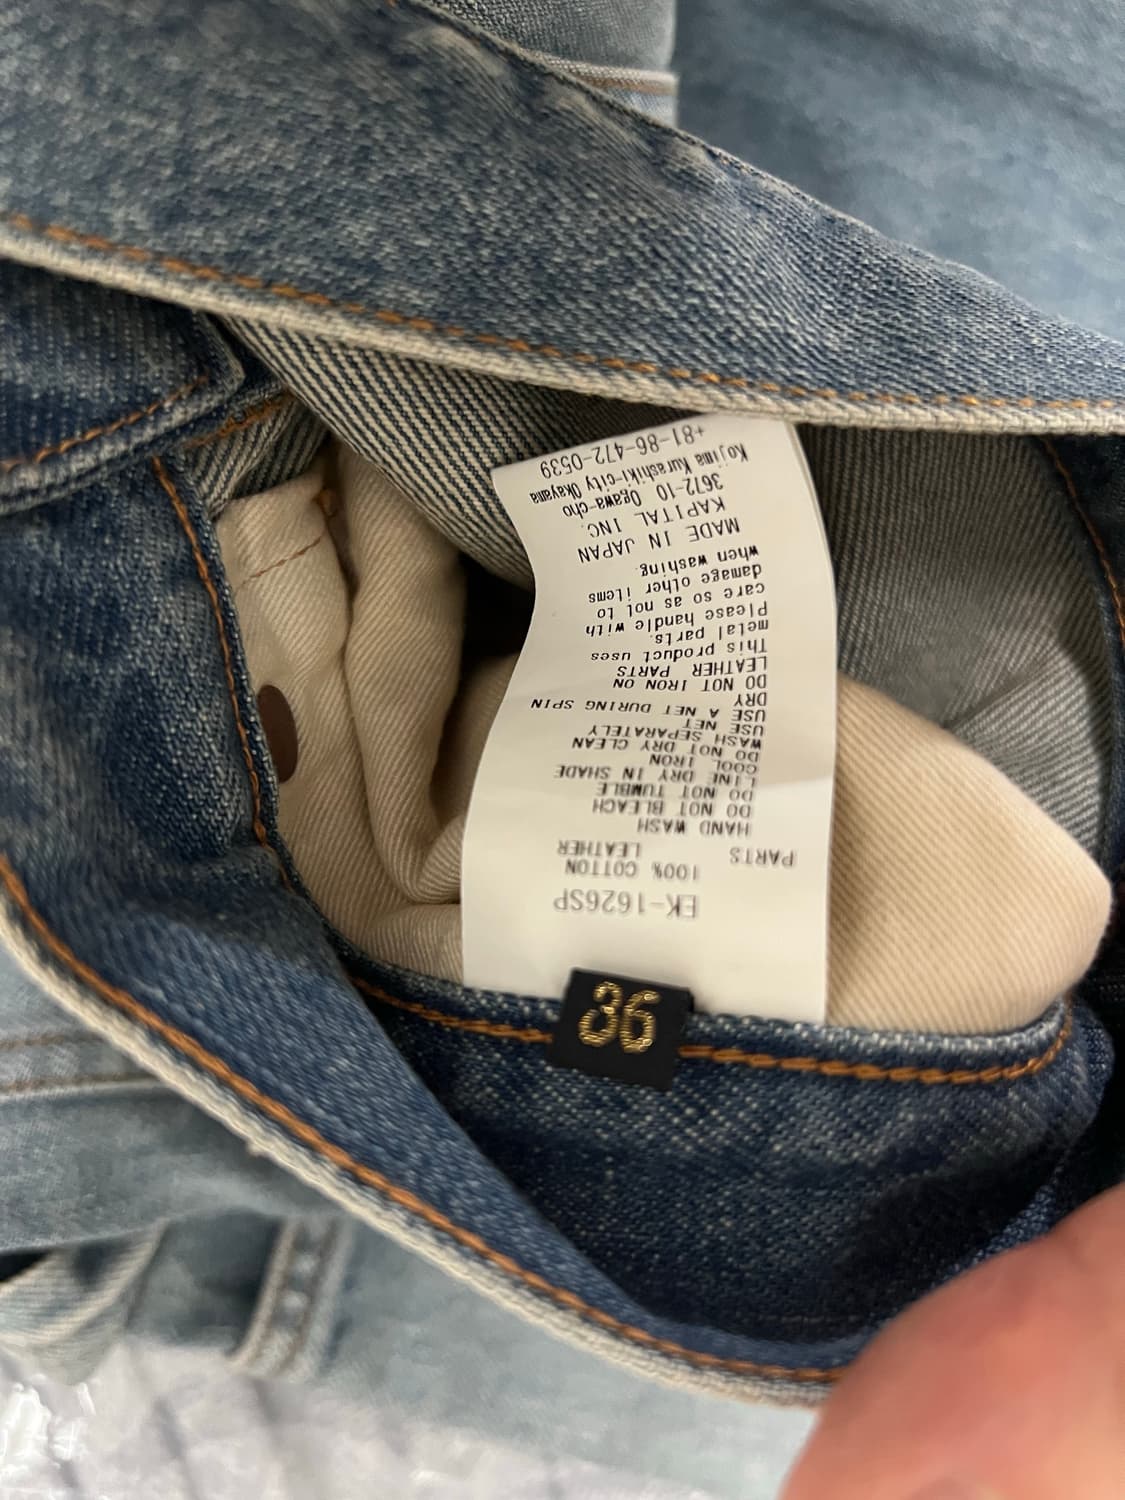 36
EK-1626SP
100% COTTON
PARTS LEATHER
HAND WASH
DO NOT BLEACH
DO NOT TUMBLE
LINE DRY IN SHADE
COOL IRON
DO NOT DRY CLEAN
WASH SEPARATELY
USE NET
USE A NET DURING SPIN
DRY
DO NOT IRON ON
LEATHER PARTS
This product uses
metal parts.
Please handle with
care so as not to
damage other items
when washing.
MADE IN JAPAN
KAPITAL INC.
3672-10 Ogawa-cho
Kojima Kurashiki-city Okayama
+81-86-472-0539